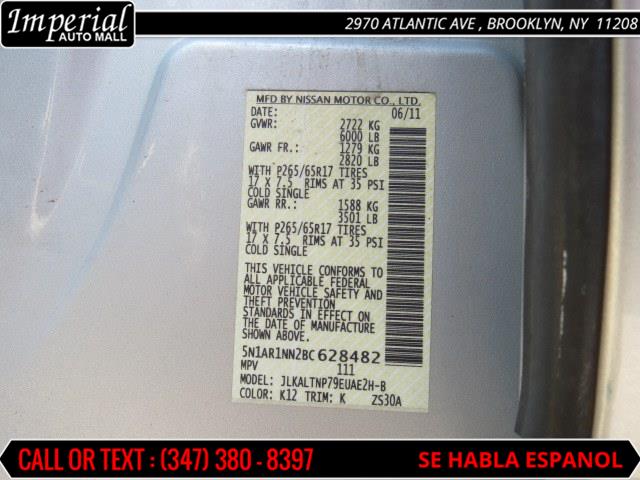 Imperial
AUTO MALL
2970 ATLANTIC AVE , BROOKLYN, NY 11208
MFD BY NISSAN MOTOR CO., LTD.
DATE: 06/11
GVWR: 2722 KG
6000 LB
GAWR FR.: 1279 KG
2820 LB
WITH P265/65R17 TIRES
17 X 7.5 RIMS AT 35 PSI
COLD SINGLE
GAWR RR.: 1588 KG
3501 LB
WITH P265/65R17 TIRES
17 X 7.5 RIMS AT 35 PSI
COLD SINGLE
THIS VEHICLE CONFORMS TO
ALL APPLICABLE FEDERAL
MOTOR VEHICLE SAFETY AND
THEFT PREVENTION
STANDARDS IN EFFECT ON
THE DATE OF MANUFACTURE
5N1AR1NN2BC628482
MPV 111
MODEL: JLKALTNP79EUAE2H-B
COLOR: K12 TRIM: K ZS30A
CALL OR TEXT : (347) 380 - 8397
SE HABLA ESPANOL